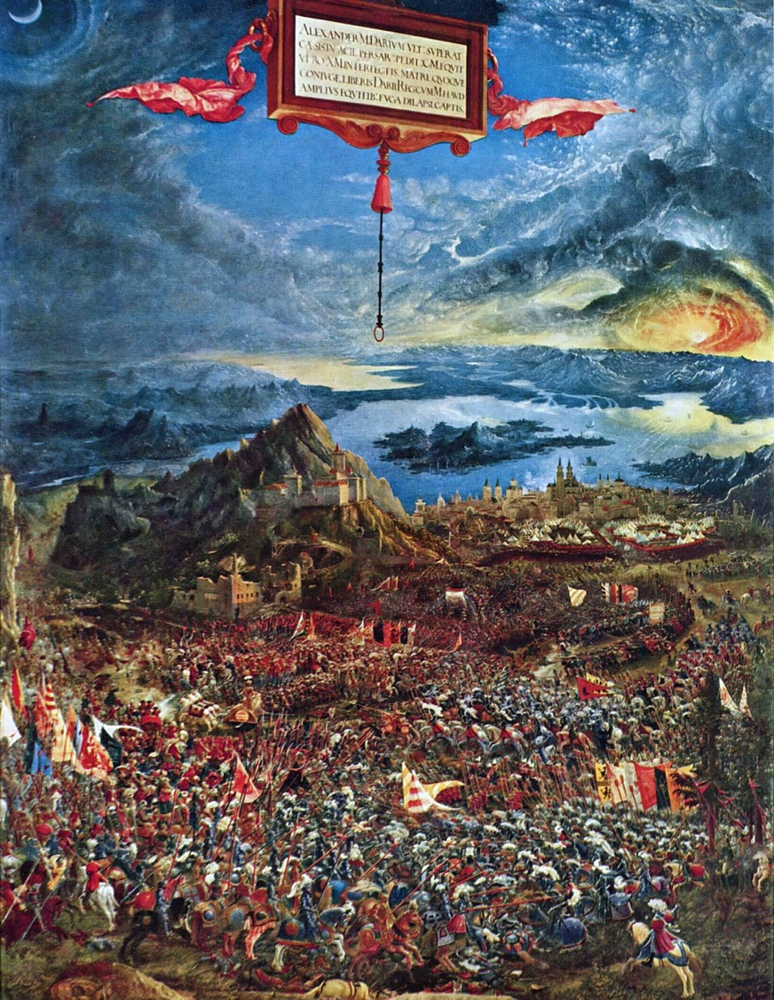 ALEXANDER M. DARIVM VLT: SVPERAT
CAESIS IN ACIE PERSAR: PEDIT: C.M. EQVIT
VERO X.M. INTERFECTIS. MATRE QVOQVE
CONIVGE, LIBERIS DARII REG: CVM M. HAVD
AMPLIVS EQVITIB: FVGA DILAPSI, CAPTIS.